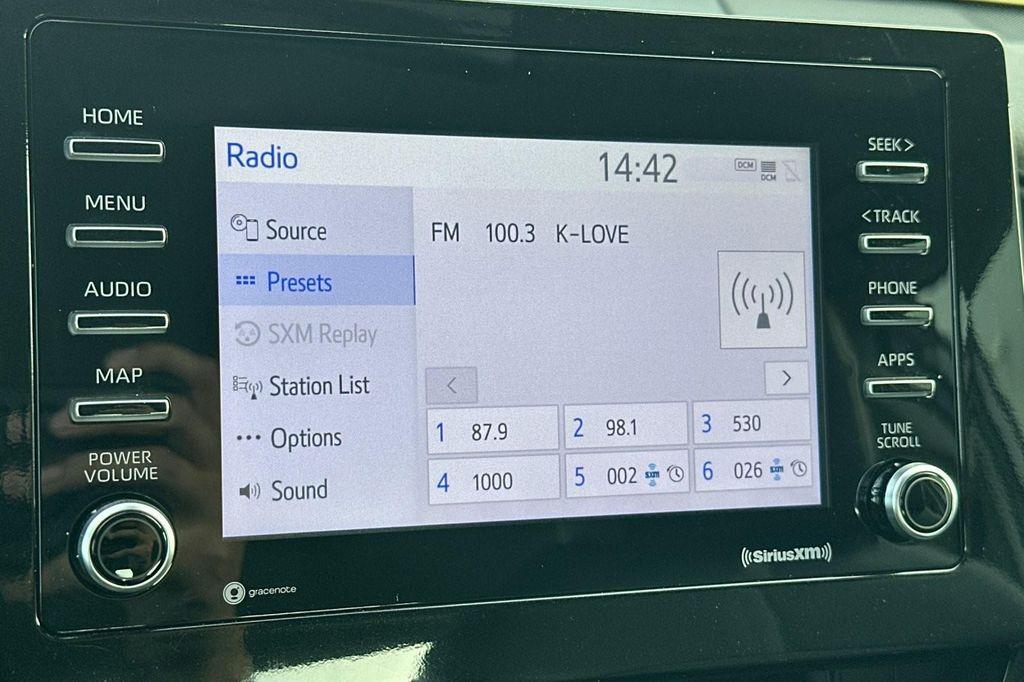 HOME
MENU
AUDIO
MAP
POWER
VOLUME
Radio
14:42
DCM
DCM
Source
Presets
SXM Replay
Station List
Options
Sound
FM 100.3 K-LOVE
<
>
1 87.9
2 98.1
3 530
4 1000
5 002 sxm
6 026 sxm
SEEK>
<TRACK
PHONE
APPS
TUNE
SCROLL
gracenote
((SiriusXM))